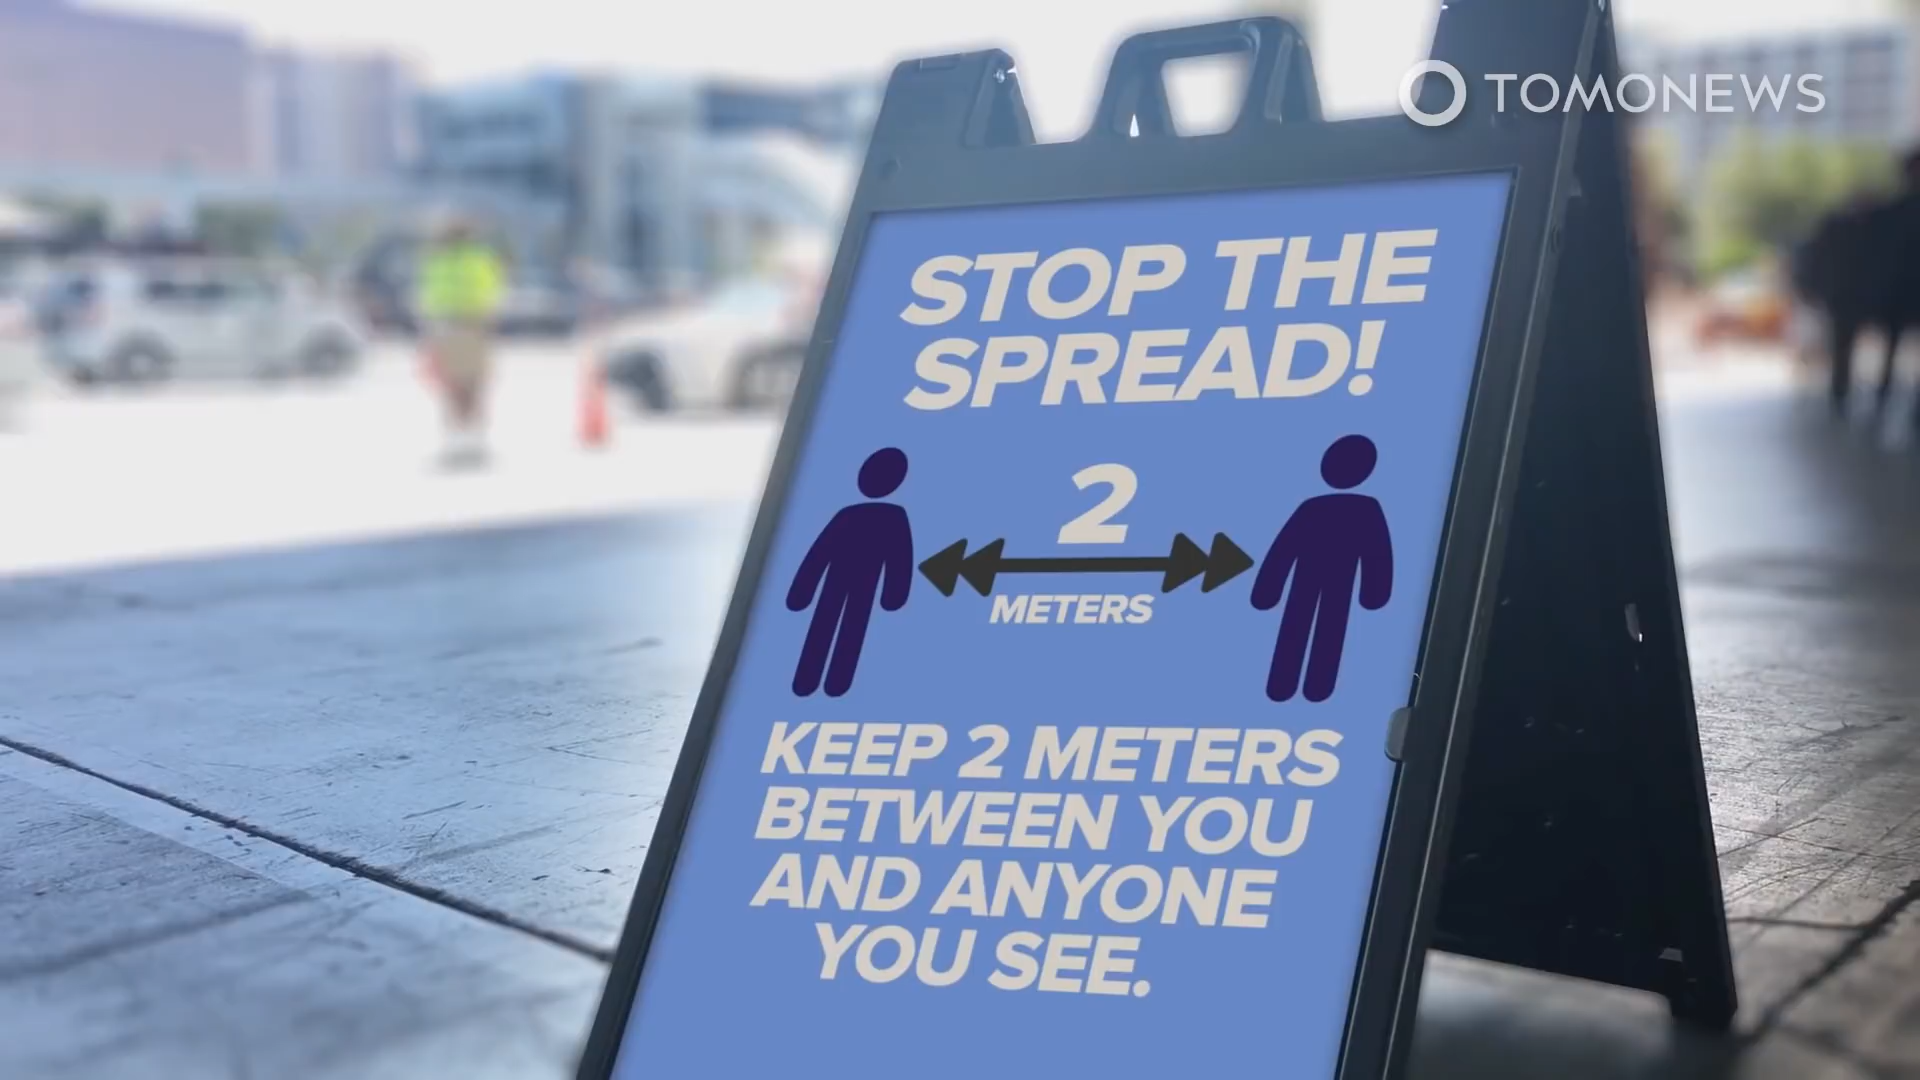 TOMONEWS
STOP THE
SPREAD!
2
METERS
KEEP 2 METERS
BETWEEN YOU
AND ANYONE
YOU SEE.